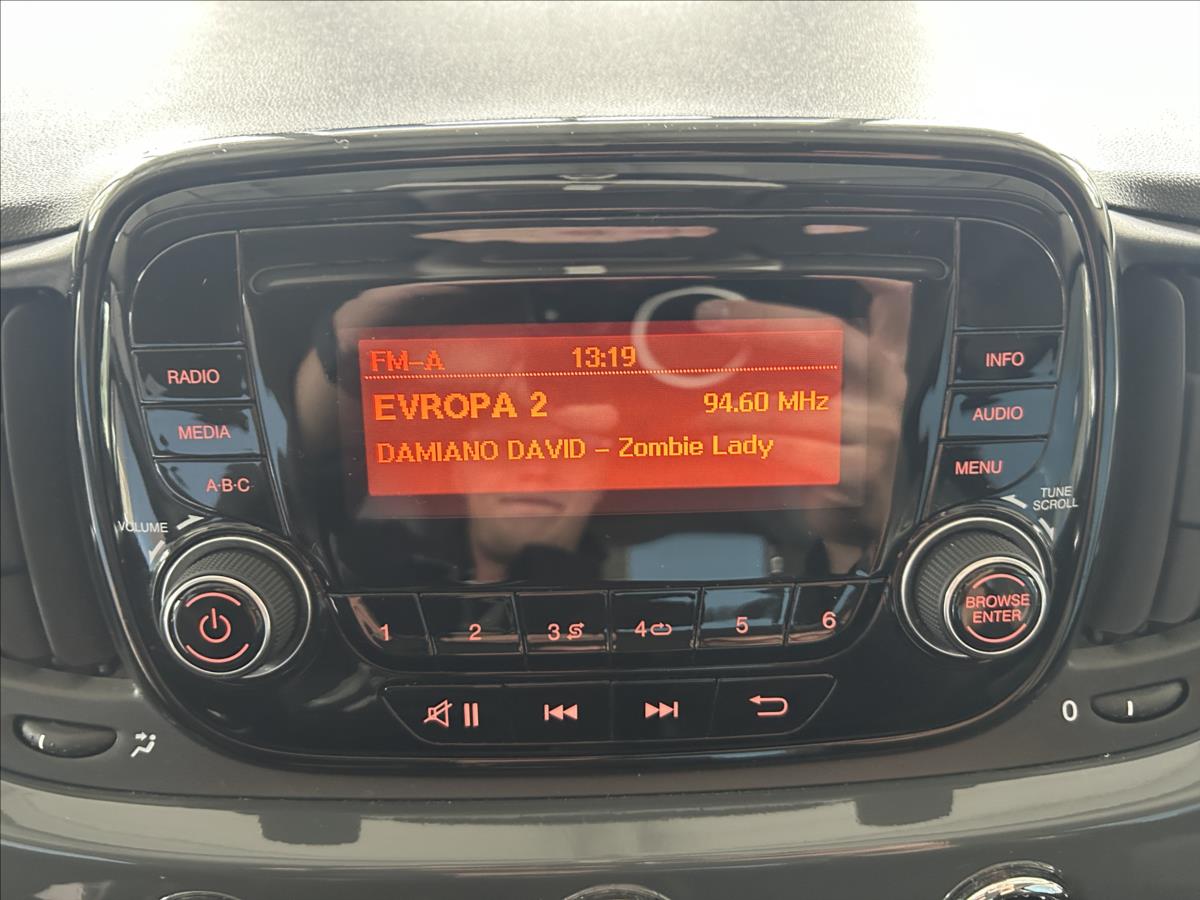 FM-A 13:19
EVROPA 2 94.60 MHz
DAMIANO DAVID - Zombie Lady
RADIO
MEDIA
A·B·C
VOLUME
INFO
AUDIO
MENU
TUNE
SCROLL
BROWSE
ENTER
1 2 3 4 5 6
0